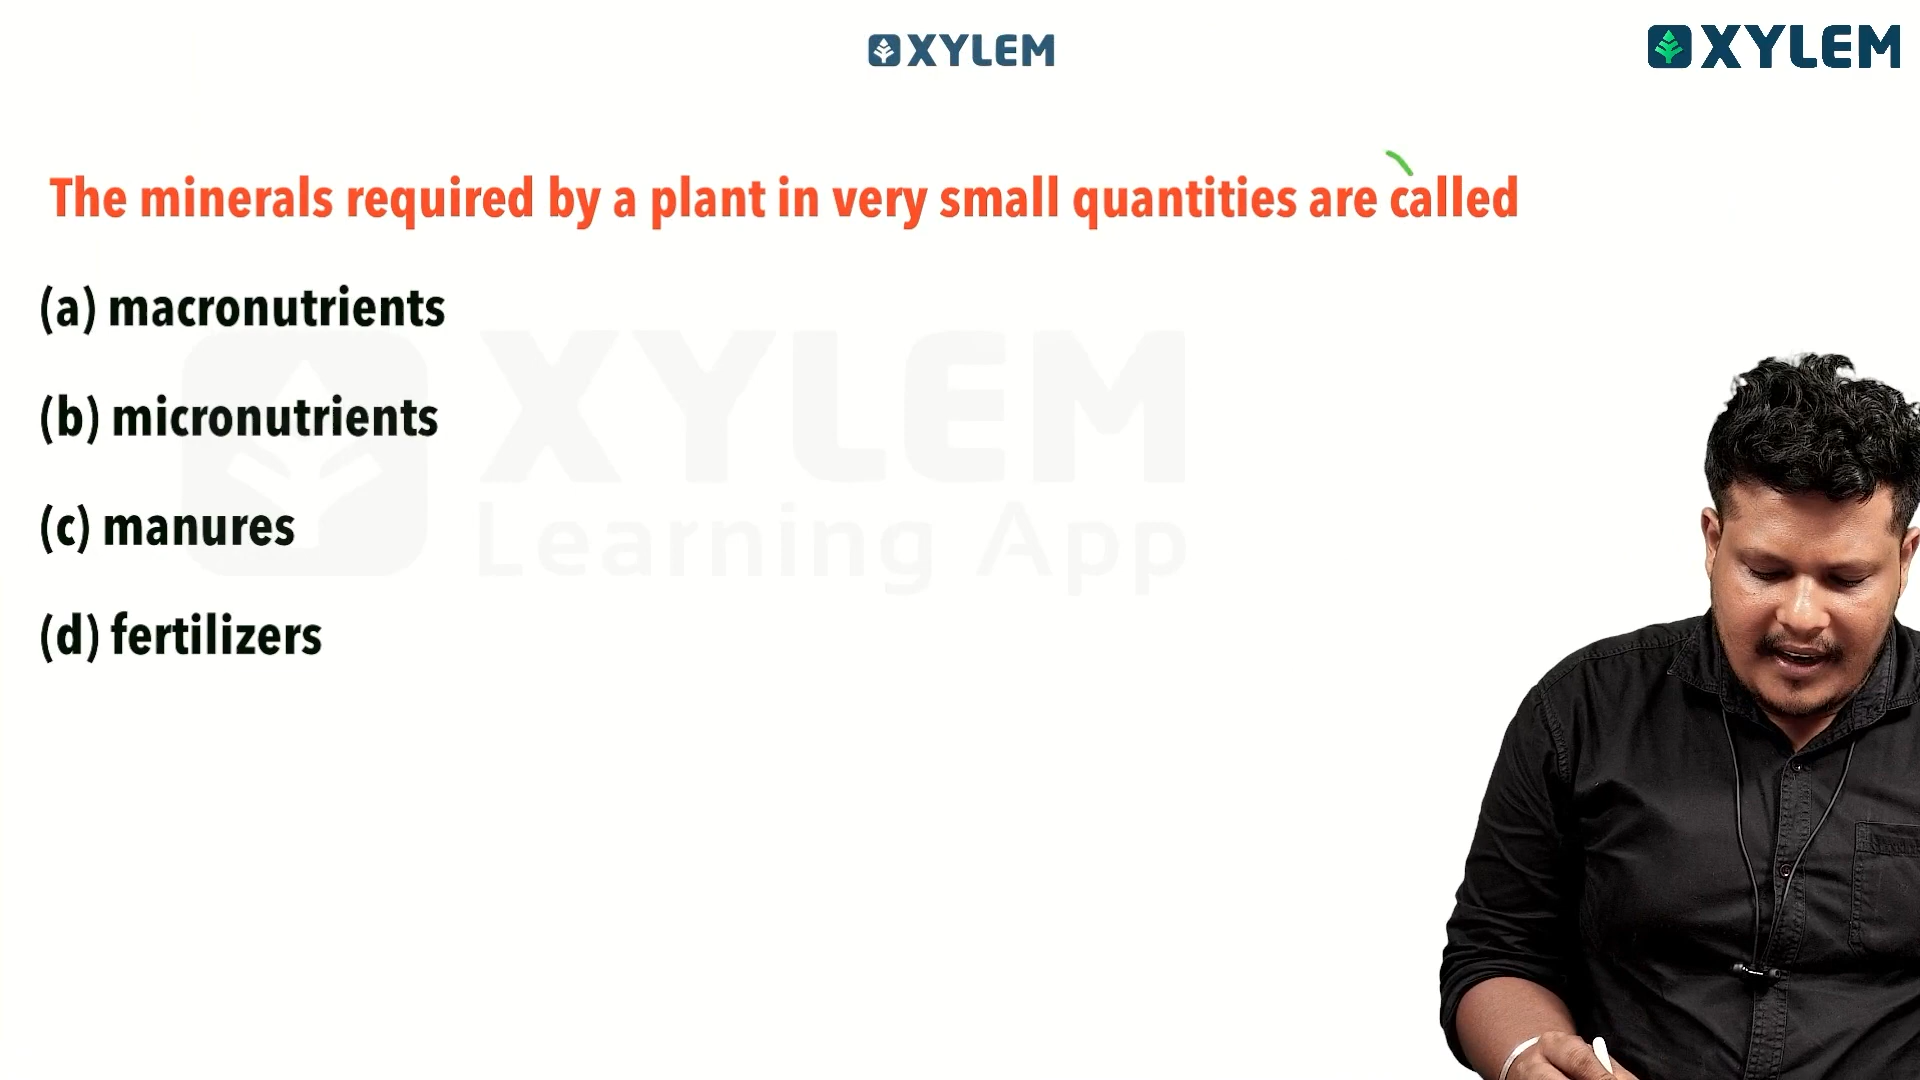 XYLEM
XYLEM
The minerals required by a plant in very small quantities are called
(a) macronutrients
(b) micronutrients
(c) manures
(d) fertilizers
XYLEM
Learning App